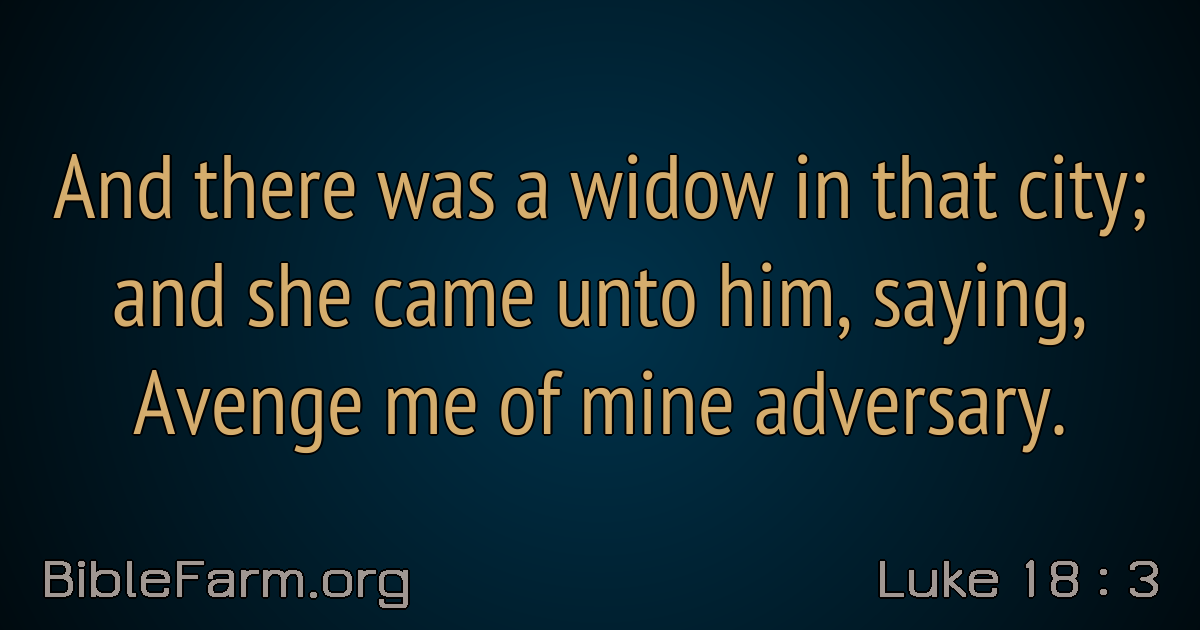 And there was a widow in that city;
and she came unto him, saying,
Avenge me of mine adversary.
BibleFarm.org
Luke 18 : 3